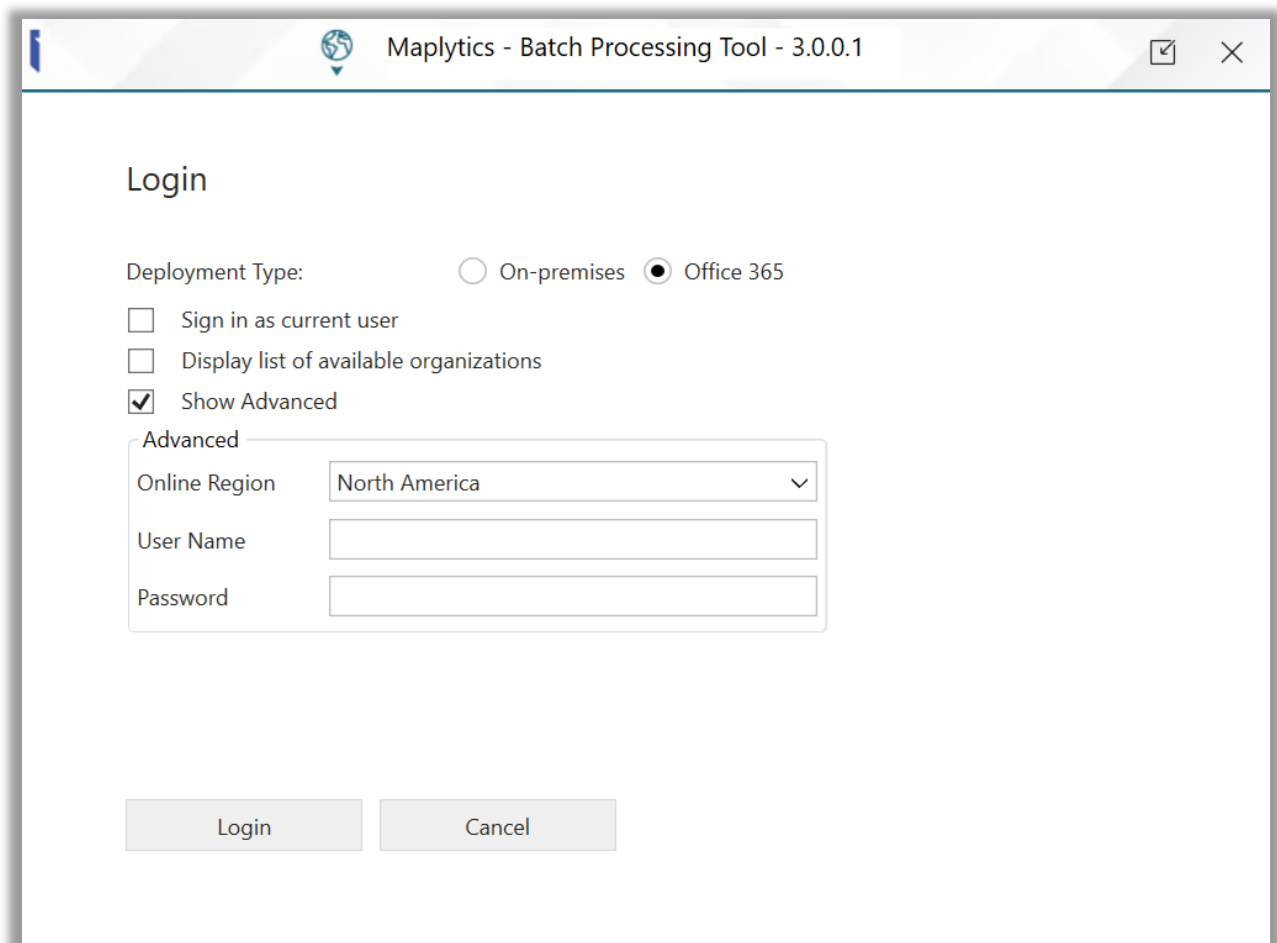 Maplytics - Batch Processing Tool - 3.0.0.1
Login
Deployment Type: On-premises Office 365
Sign in as current user
Display list of available organizations
Show Advanced
Advanced
Online Region North America
User Name
Password
Login Cancel